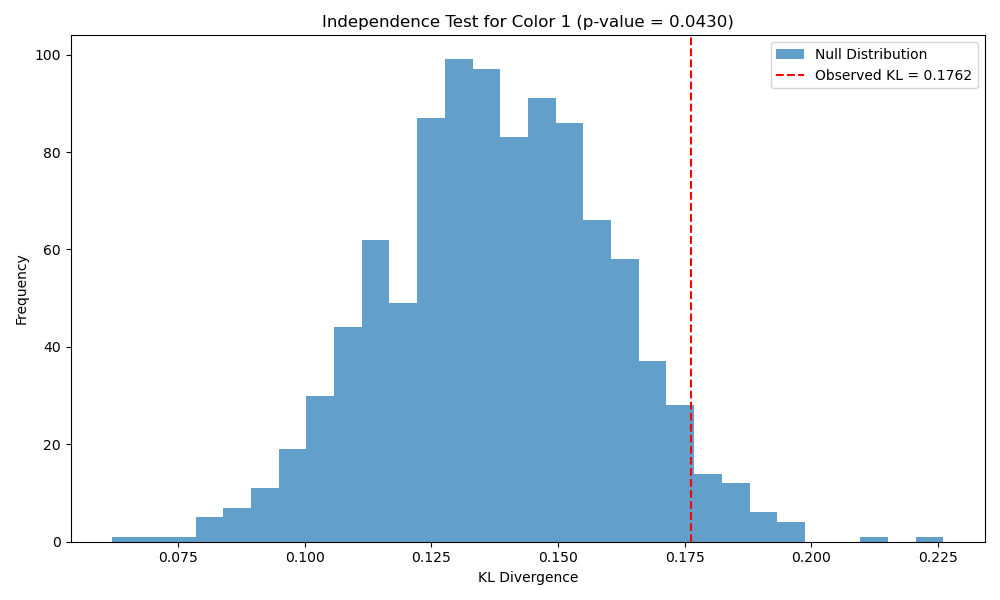 Independence Test for Color 1 (p-value = 0.0430)
Null Distribution
Observed KL = 0.1762
Frequency
100
80
60
40
20
0
0.075
0.100
0.125
0.150
0.175
0.200
0.225
KL Divergence